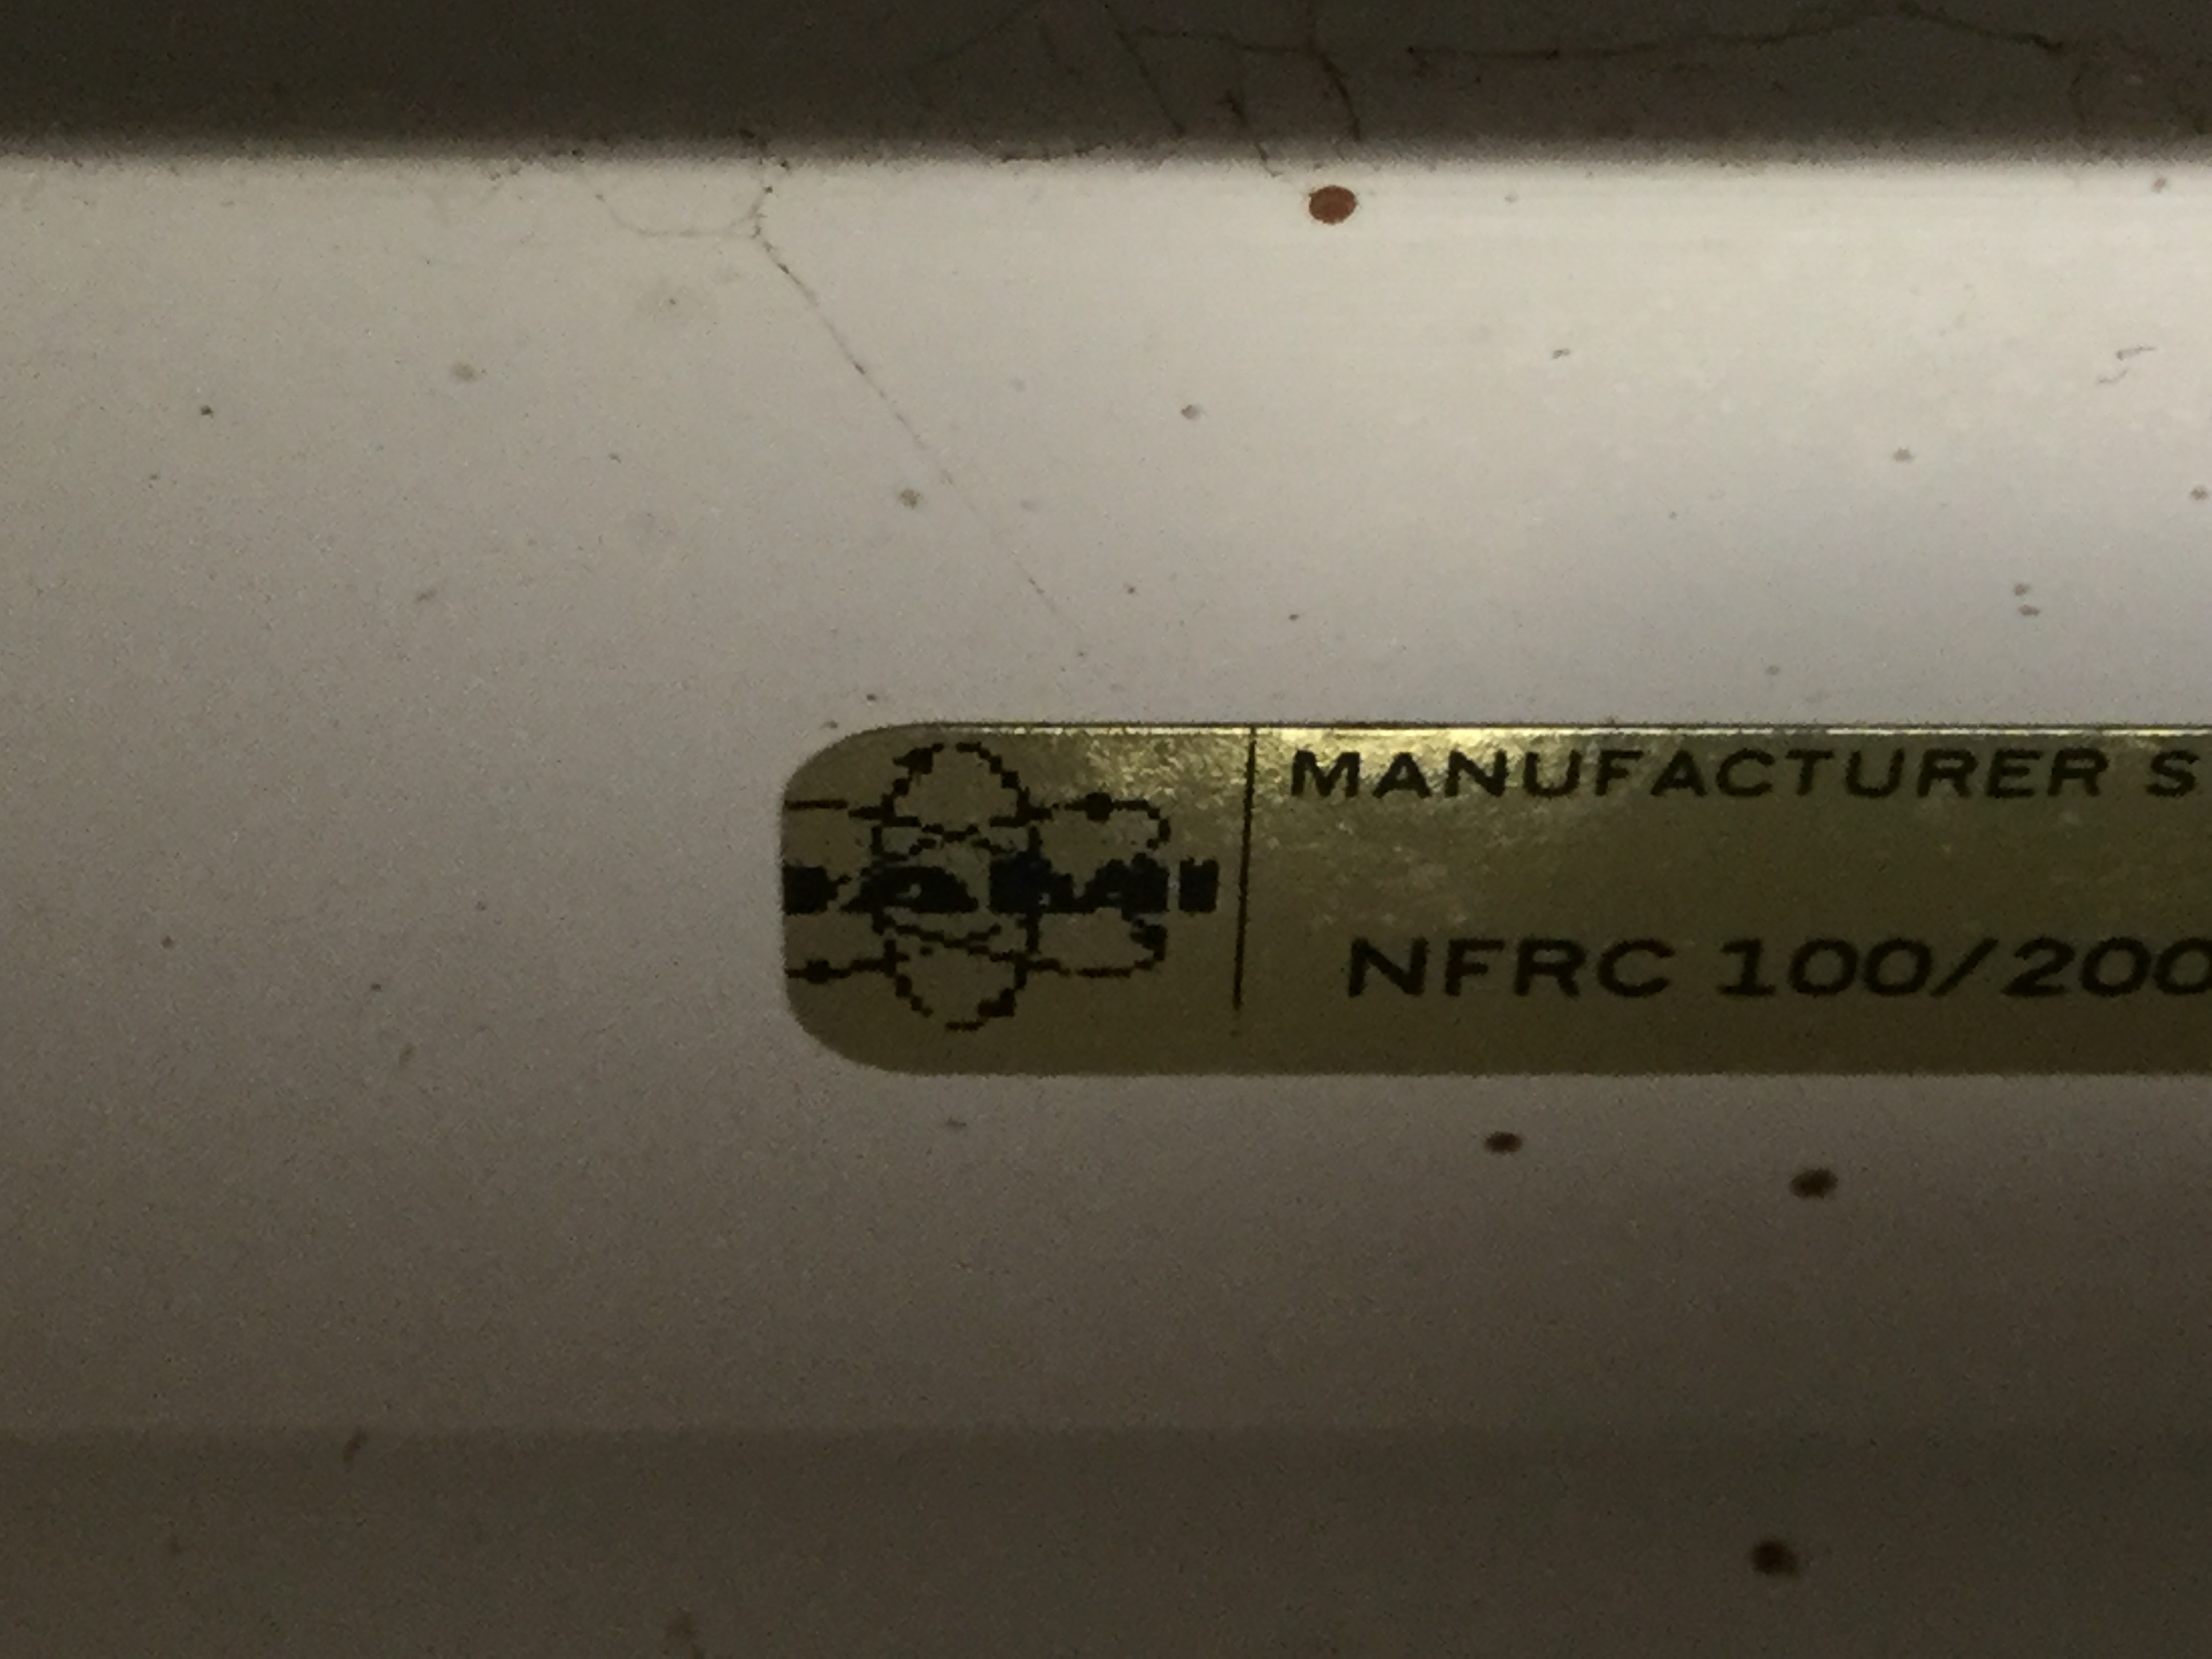 MANUFACTURER S
NFRC 100/200